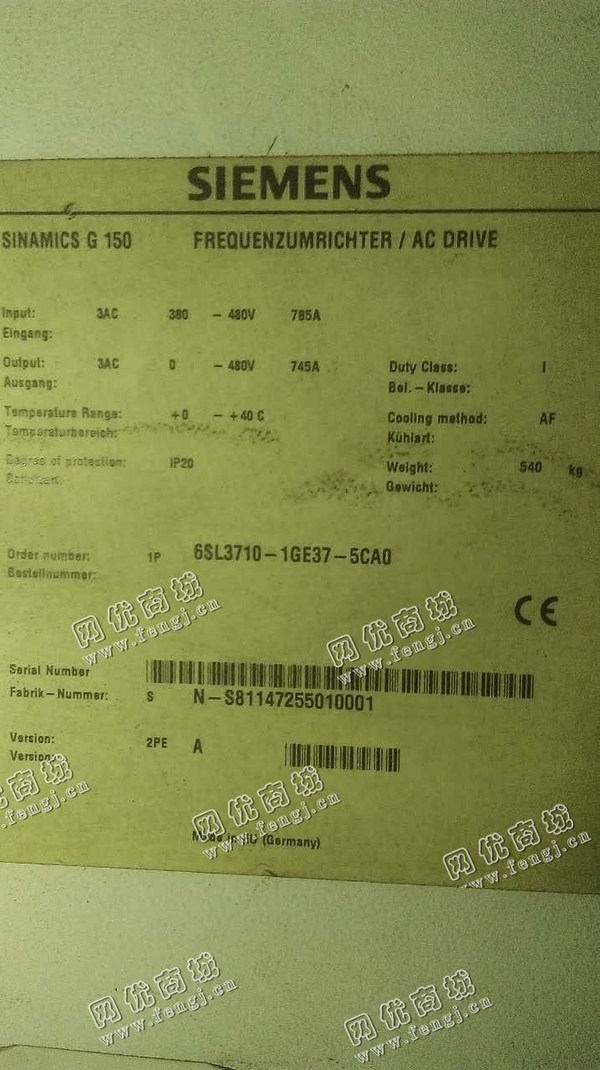 SIEMENS
SINAMICS G 150 FREQUENZUMRICHTER / AC DRIVE
Input: 3AC 380 - 480V 785A
Eingang:
Output: 3AC 0 - 480V 745A Duty Class: I
Ausgang: Bel.-Klasse:
Temperature Range: +0 - +40 C Cooling method: AF
Temperaturbereich: Kühlart:
Degree of protection: IP20 Weight: 540 kg
Gewicht:
Order number: 1P 6SL3710-1GE37-5CA0
Bestellnummer:
CE
网优商城
www.fengj.cn
网优商城
www.fengj.cn
Serial Number
Fabrik-Nummer: S N-S81147255010001
Version: 2PE A
Version:
网优商城
www.fengj.cn
网优商城
www.fengj.cn
网优商城
www.fengj.cn
Made in (Germany)
网优商城
www.fengj.cn
网优商城
www.fengj.cn